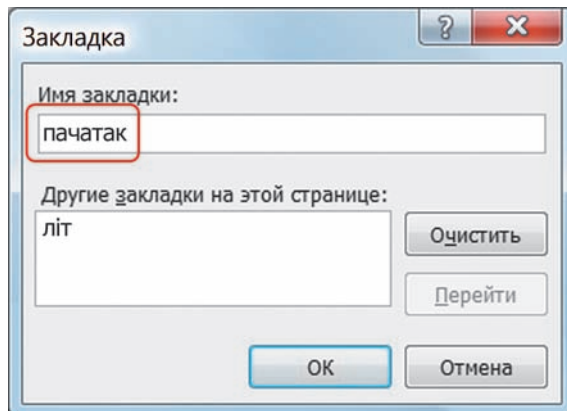 Закладка
?
Имя закладки:
пачатак
Другие закладки на этой странице:
літ
Очистить
Перейти
ОК
Отмена